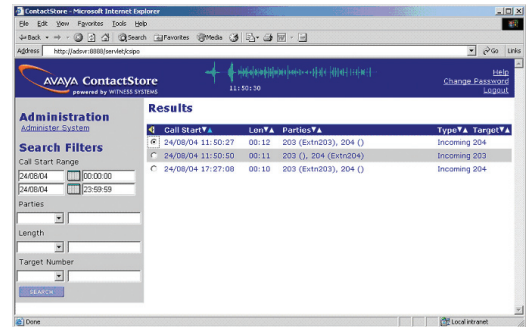 ContactStore - Microsoft Internet Explorer
File Edit View Favorites Tools Help
Back Search Favorites Media
Address http://adsvr:8888/servlet/csipo Go Links
AVAYA ContactStore
powered by WITNESS SYSTEMS
11:50:30
Help
Change Password
Logout
Administration
Administer System
Search Filters
Call Start Range
24/08/04 00:00:00
24/08/04 23:59:59
Parties
Length
Target Number
SEARCH
Results
Call Start▼▲ Len▼▲ Parties▼▲ Type▼▲ Target▼▲
24/08/04 11:50:27 00:12 203 (Extn203), 204 () Incoming 204
24/08/04 11:50:50 00:11 203 (), 204 (Extn204) Incoming 203
24/08/04 17:27:08 00:10 203 (Extn203), 204 () Incoming 204
Done Local intranet